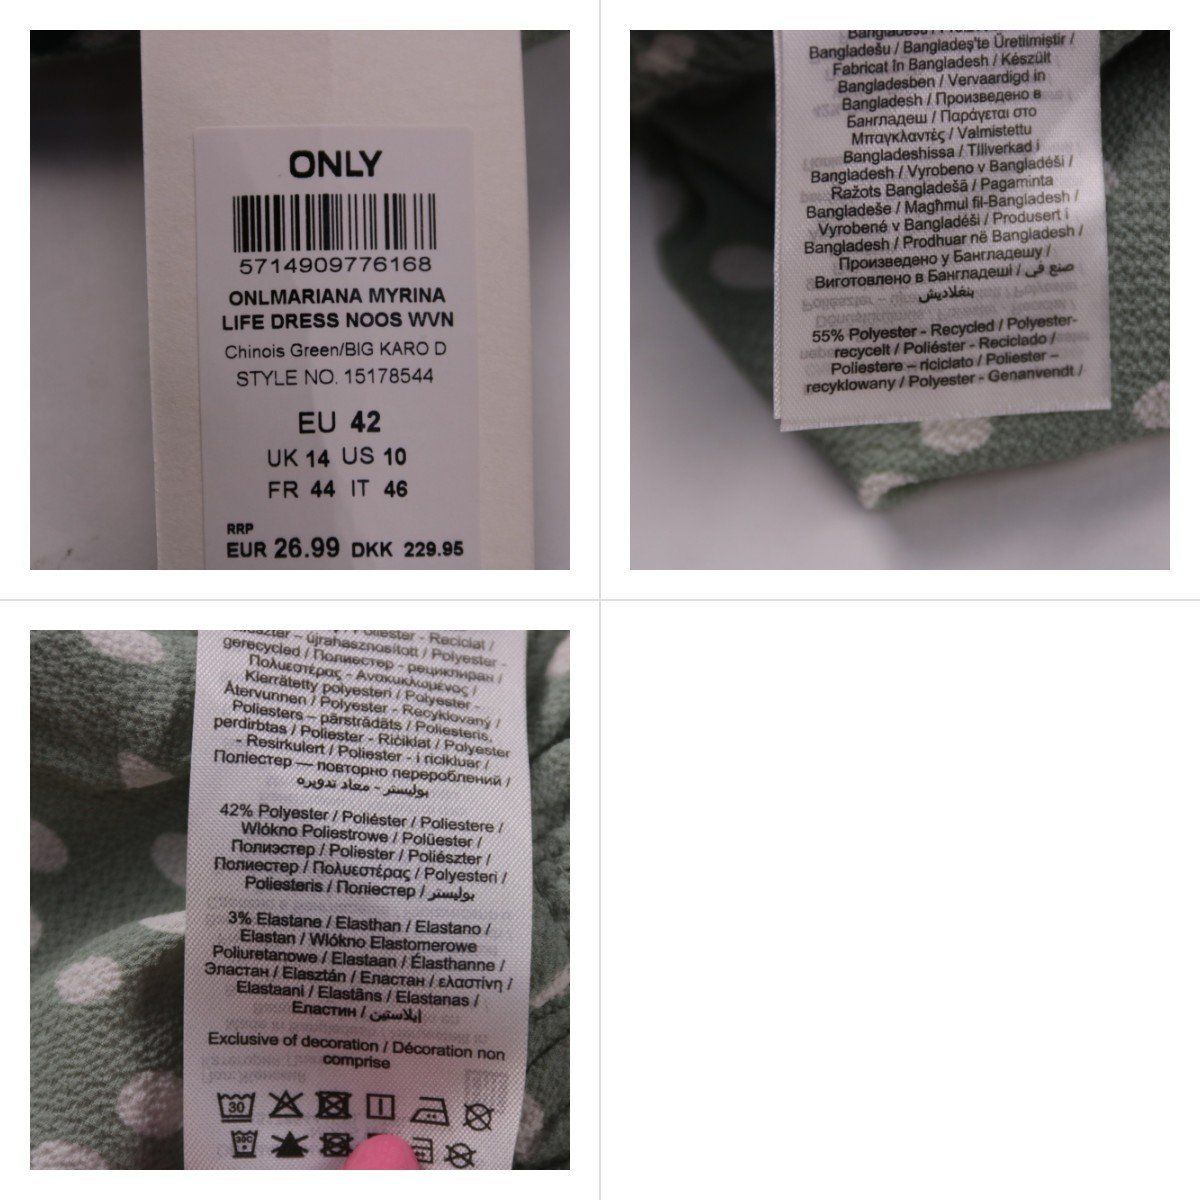 ONLY
5714909776168
ONLMARIANA MYRINA
LIFE DRESS NOOS WVN
Chinois Green/BIG KARO D
STYLE NO. 15178544
EU 42
UK 14 US 10
FR 44 IT 46
RRP
EUR 26.99 DKK 229.95
Bangladešu / Bangladeş'te Üretilmiştir /
Fabricat în Bangladesh / Készült
Bangladesben / Vervaardigd in
Bangladesh / Произведено в
Бангладеш / Παράγεται στο
Μπαγκλαντές / Valmistettu
Bangladeshissa / Tillverkad i
Bangladesh / Vyrobeno v Bangladéši /
Ražots Bangladešā / Pagaminta
Bangladeše / Magħmul fil-Bangladesh /
Vyrobené v Bangladéši / Produsert i
Bangladesh / Prodhuar në Bangladesh /
Произведено у Бангладешу /
Виготовлено в Бангладеші / صنع في
بنغلاديش
55% Polyester - Recycled / Polyester-
recycelt / Poliéster - Reciclado /
Poliestere – riciclato / Poliester –
recyklowany / Polyester - Genanvendt /
újrahasznosított / Polyester -
gerecycled / Полиестер - рециклиран /
Πολυεστέρας - Ανακυκλωμένος /
Kierrätetty polyesteri / Polyester -
Återvunnen / Polyester - Recyklovaný /
Poliesters – pārstrādāts / Poliesteris,
perdirbtas / Poliester - Riċiklat / Polyester
- Resirkulert / Poliester - i ricikluar /
Поліестер — повторно перероблений /
بوليستر - معاد تدويره
42% Polyester / Poliéster / Poliestere /
Włókno Poliestrowe / Polüester /
Полиэстер / Poliester / Poliészter /
Полиестер / Πολυεστέρας / Polyesteri /
Poliesteris / Поліестер / بوليستر
3% Elastane / Elasthan / Elastano /
Elastan / Włókno Elastomerowe
Poliuretanowe / Elastaan / Élasthanne /
Эластан / Elasztán / Еластан / ελαστίνη /
Elastaani / Elastāns / Elastanas /
Еластин / إيلاستين
Exclusive of decoration / Décoration non
comprise
30
30C